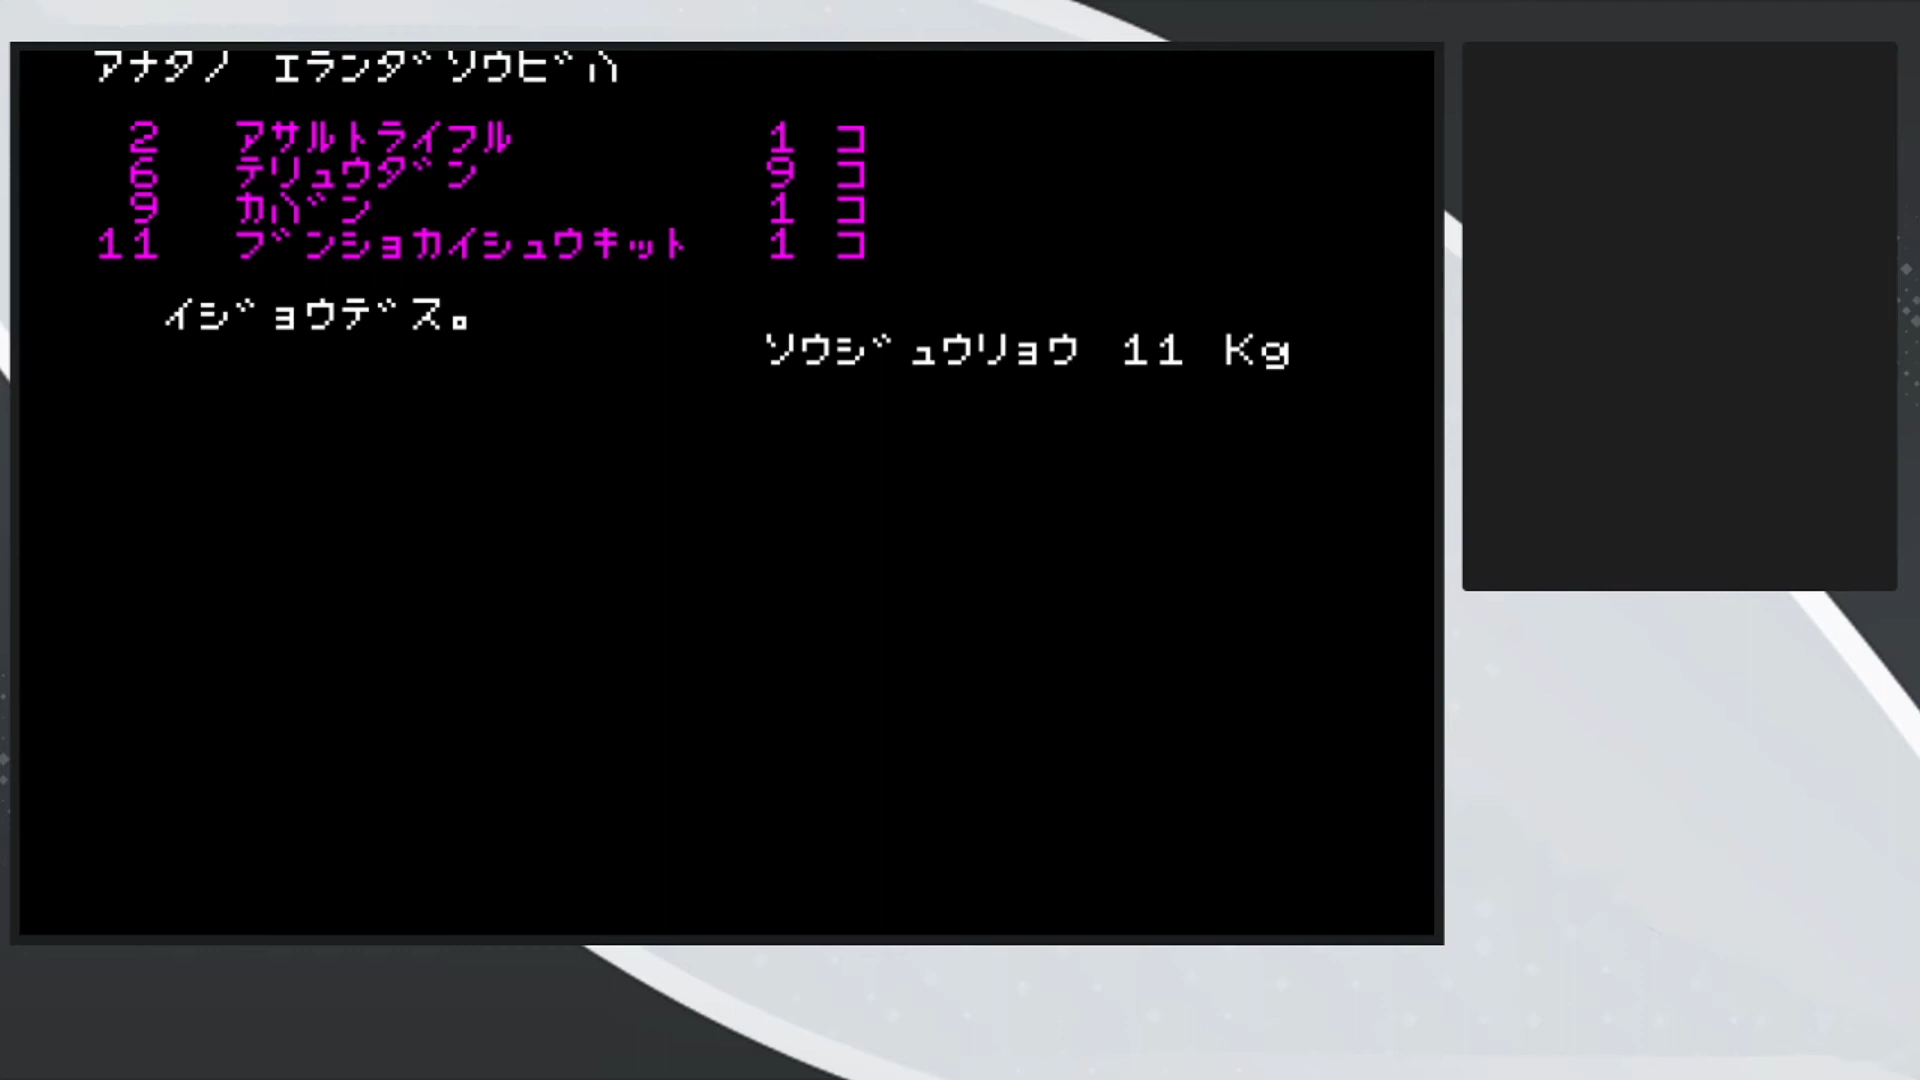 アナタノ エランダソウビハ
2 アサルトライフル 1 コ
6 テリュウダン 9 コ
9 カバン 1 コ
11 ブンショカイシュウキット 1 コ
イジョウデス。
ソウジュウリョウ 11 Kg